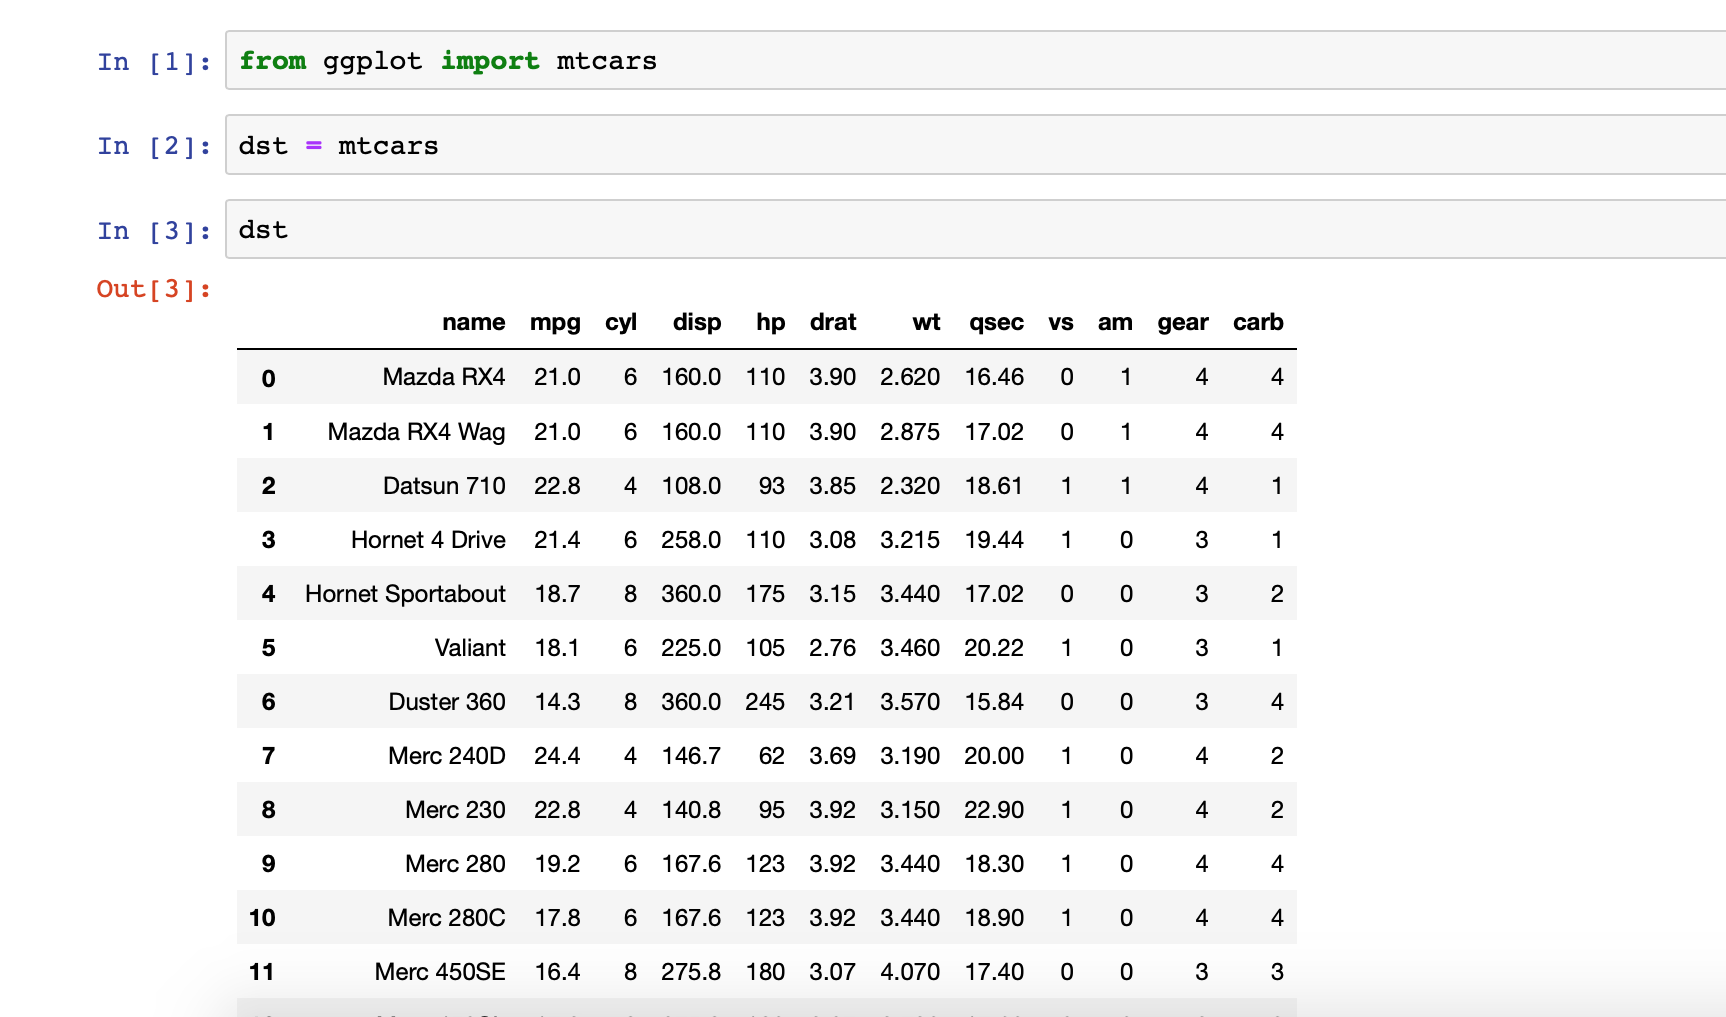 In [1]: from ggplot import mtcars
In [2]: dst = mtcars
In [3]: dst
Out[3]:
name mpg cyl disp hp drat wt qsec vs am gear carb
0 Mazda RX4 21.0 6 160.0 110 3.90 2.620 16.46 0 1 4 4
1 Mazda RX4 Wag 21.0 6 160.0 110 3.90 2.875 17.02 0 1 4 4
2 Datsun 710 22.8 4 108.0 93 3.85 2.320 18.61 1 1 4 1
3 Hornet 4 Drive 21.4 6 258.0 110 3.08 3.215 19.44 1 0 3 1
4 Hornet Sportabout 18.7 8 360.0 175 3.15 3.440 17.02 0 0 3 2
5 Valiant 18.1 6 225.0 105 2.76 3.460 20.22 1 0 3 1
6 Duster 360 14.3 8 360.0 245 3.21 3.570 15.84 0 0 3 4
7 Merc 240D 24.4 4 146.7 62 3.69 3.190 20.00 1 0 4 2
8 Merc 230 22.8 4 140.8 95 3.92 3.150 22.90 1 0 4 2
9 Merc 280 19.2 6 167.6 123 3.92 3.440 18.30 1 0 4 4
10 Merc 280C 17.8 6 167.6 123 3.92 3.440 18.90 1 0 4 4
11 Merc 450SE 16.4 8 275.8 180 3.07 4.070 17.40 0 0 3 3